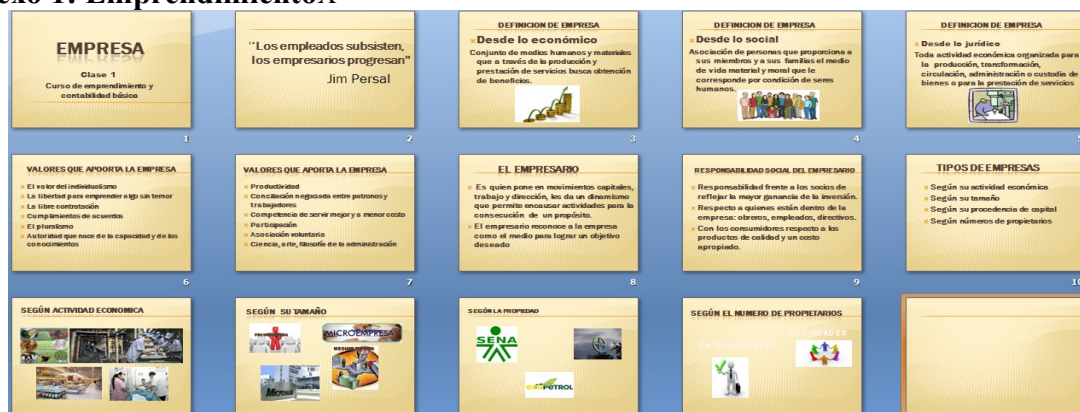 EMPRESA
Clase 1
Curso de emprendimiento y
contabilidad básica
1
"Los empleados subsisten,
los empresarios progresan"
Jim Persal
2
DEFINICION DE EMPRESA
Desde lo económico
Conjunto de medios humanos y materiales
que a través de la producción y
prestación de servicios busca obtención
de beneficios.
3
DEFINICION DE EMPRESA
Desde lo social
Asociación de personas que proporciona a
sus miembros y a sus familias el medio
de vida material y moral que le
corresponde por condición de seres
humanos.
4
DEFINICION DE EMPRESA
Desde lo jurídico
Toda actividad económica organizada para
la producción, transformación,
circulación, administración o custodia de
bienes o para la prestación de servicios
VALORES QUE APOORTA LA EMPRESA
El valor del individualismo
La libertad para emprender algo sin temor
La libre contratación
Cumplimientos de acuerdos
El pluralismo
Autoridad que nace de la capacidad y de los
conocimientos
6
VALORES QUE APORTA LA EMPRESA
Productividad
Conciliación negociada entre patronos y
trabajadores
Competencia de servir mejor y a menor costo
Participación
Asociación voluntaria
Ciencia, arte, filosofía de la administración
7
EL EMPRESARIO
Es quien pone en movimientos capitales,
trabajo y dirección, les da un dinamismo
que permite encausar actividades para la
consecución de un propósito.
El empresario reconoce a la empresa
como el medio para lograr un objetivo
deseado
8
RESPONSABILIDAD SOCIAL DEL EMPRESARIO
Responsabilidad frente a los socios de
reflejar la mayor ganancia de la inversión.
Respecto a quienes están dentro de la
empresa: obreros, empleados, directivos.
Con los consumidores respecto a los
productos de calidad y un costo
apropiado.
9
TIPOS DE EMPRESAS
Según su actividad económica
Según su tamaño
Según su procedencia de capital
Según números de propietarios
10
SEGÚN ACTIVIDAD ECONOMICA
SEGÚN SU TAMAÑO
MICROEMPRESA
Microsoft
SEGÚN LA PROPIEDAD
SENA
ECOPETROL
SEGÚN EL NUMERO DE PROPIETARIOS
SOCIEDADES